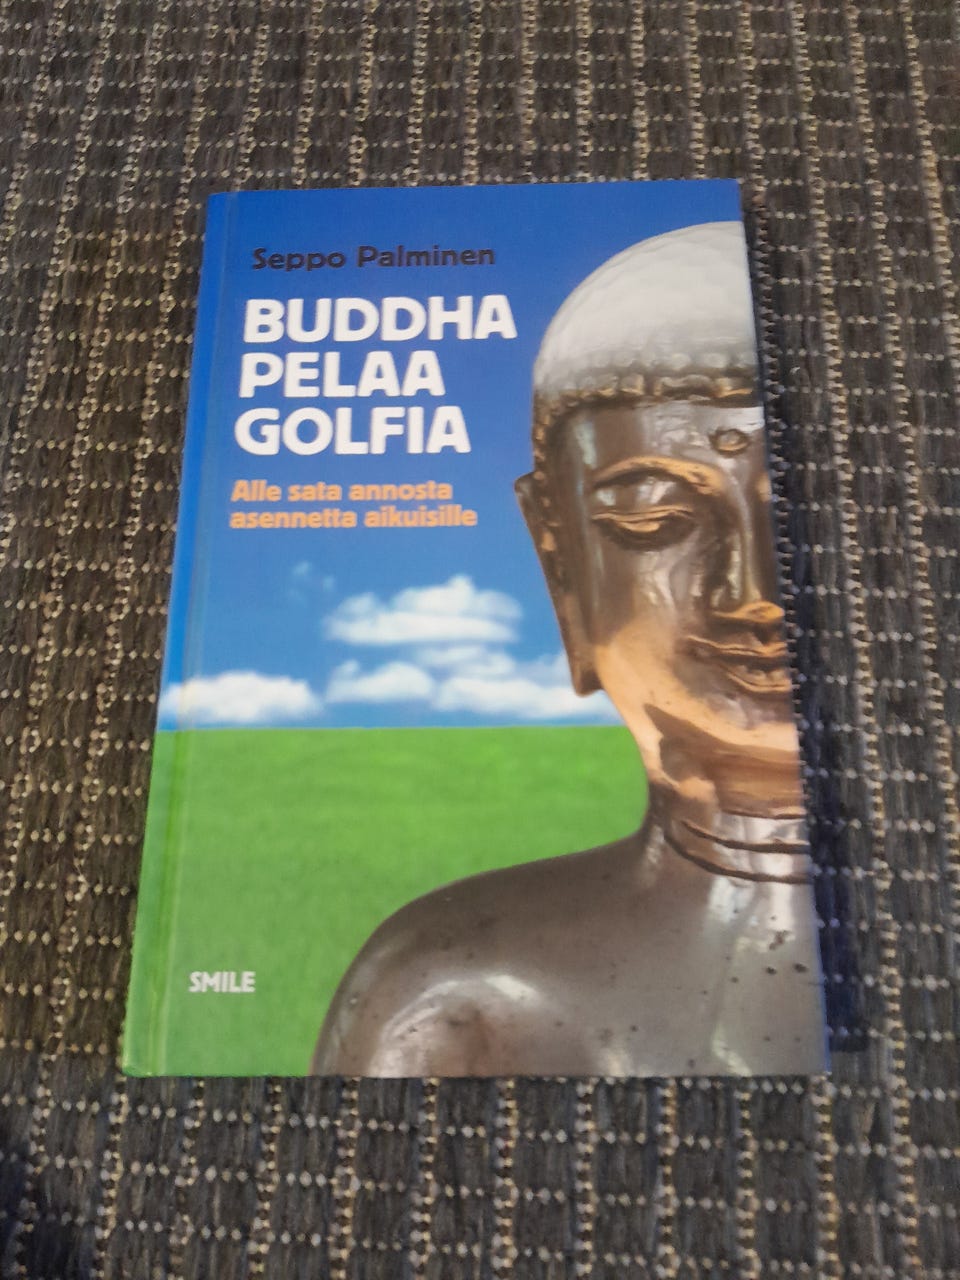 Seppo Palminen
BUDDHA
PELAA
GOLFIA
Alle sata annosta
asennetta aikuisille
SMILE